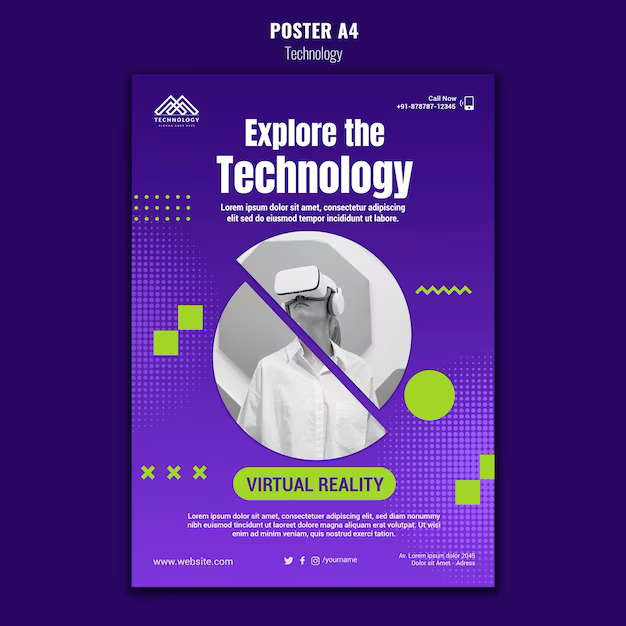 POSTER A4
Technology
TECHNOLOGY
SLOGAN GOES HERE
Call Now
+91-878787-12345
Explore the
Technology
Lorem ipsum dolor sit amet, consectetur adipiscing
elit sed do eiusmod tempor incididunt ut labore.
VIRTUAL REALITY
Lorem ipsum dolor sit amet, consectetuer adipiscing elit, sed diam nonummy
nibh euismod tincidunt ut laoreet dolore magna aliquam erat volutpat. Ut
wisi enim ad minim veniam, quis nostrud exerci tation
www.website.com
/yourname
Av. Lorem ipsum dolor 2045
Dolor sit Amet - Adress